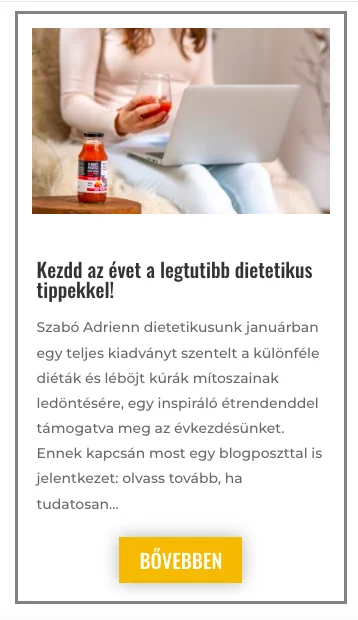 Kezdd az évet a legtutibb dietetikus
tippekkel!
Szabó Adrienn dietetikusunk januárban
egy teljes kiadványt szentelt a különféle
diéták és léböjt kúrák mítoszainak
ledöntésére, egy inspiráló étrendenddel
támogatva meg az évkezdésünket.
Ennek kapcsán most egy blogposzttal is
jelentkezet: olvass tovább, ha
tudatosan...
BŐVEBBEN